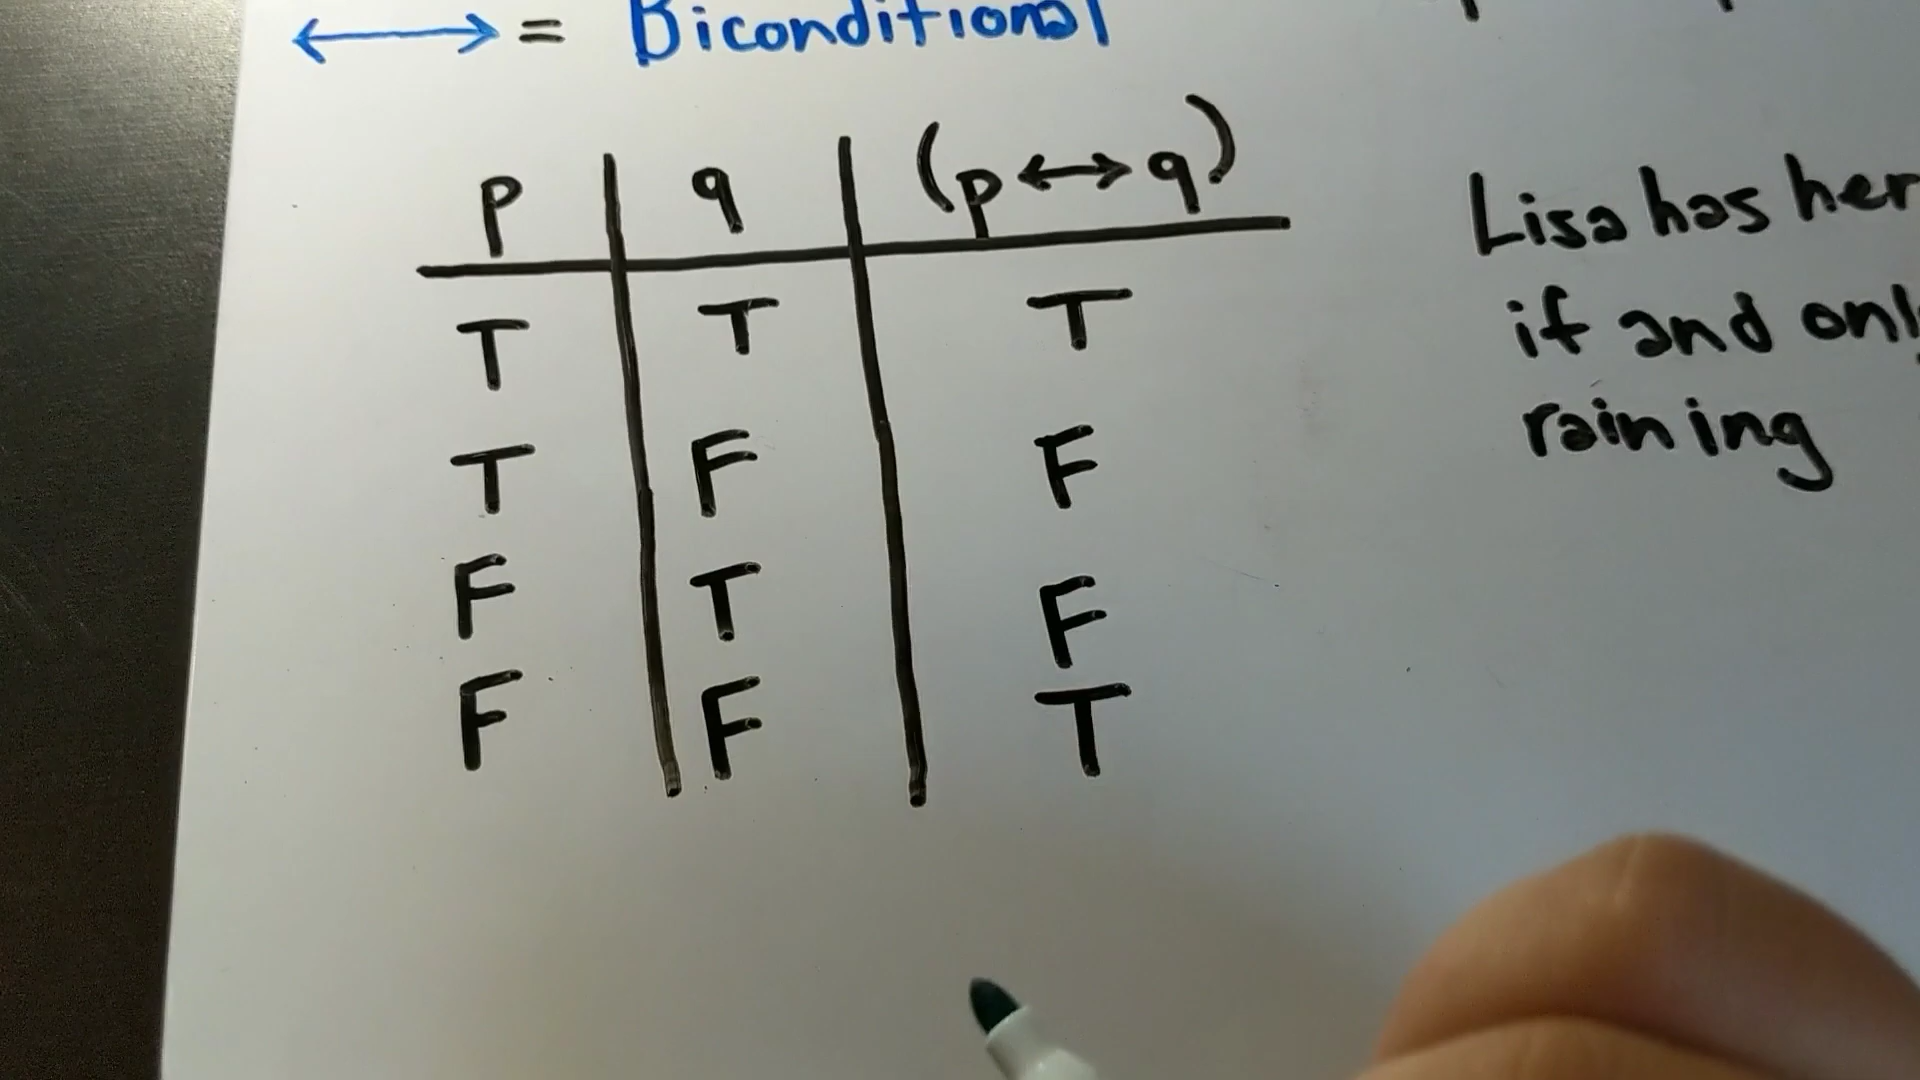 ↔ = Biconditional
p q (p↔q)
T T T
T F F
F T F
F F T
Lisa has her
if and only
raining